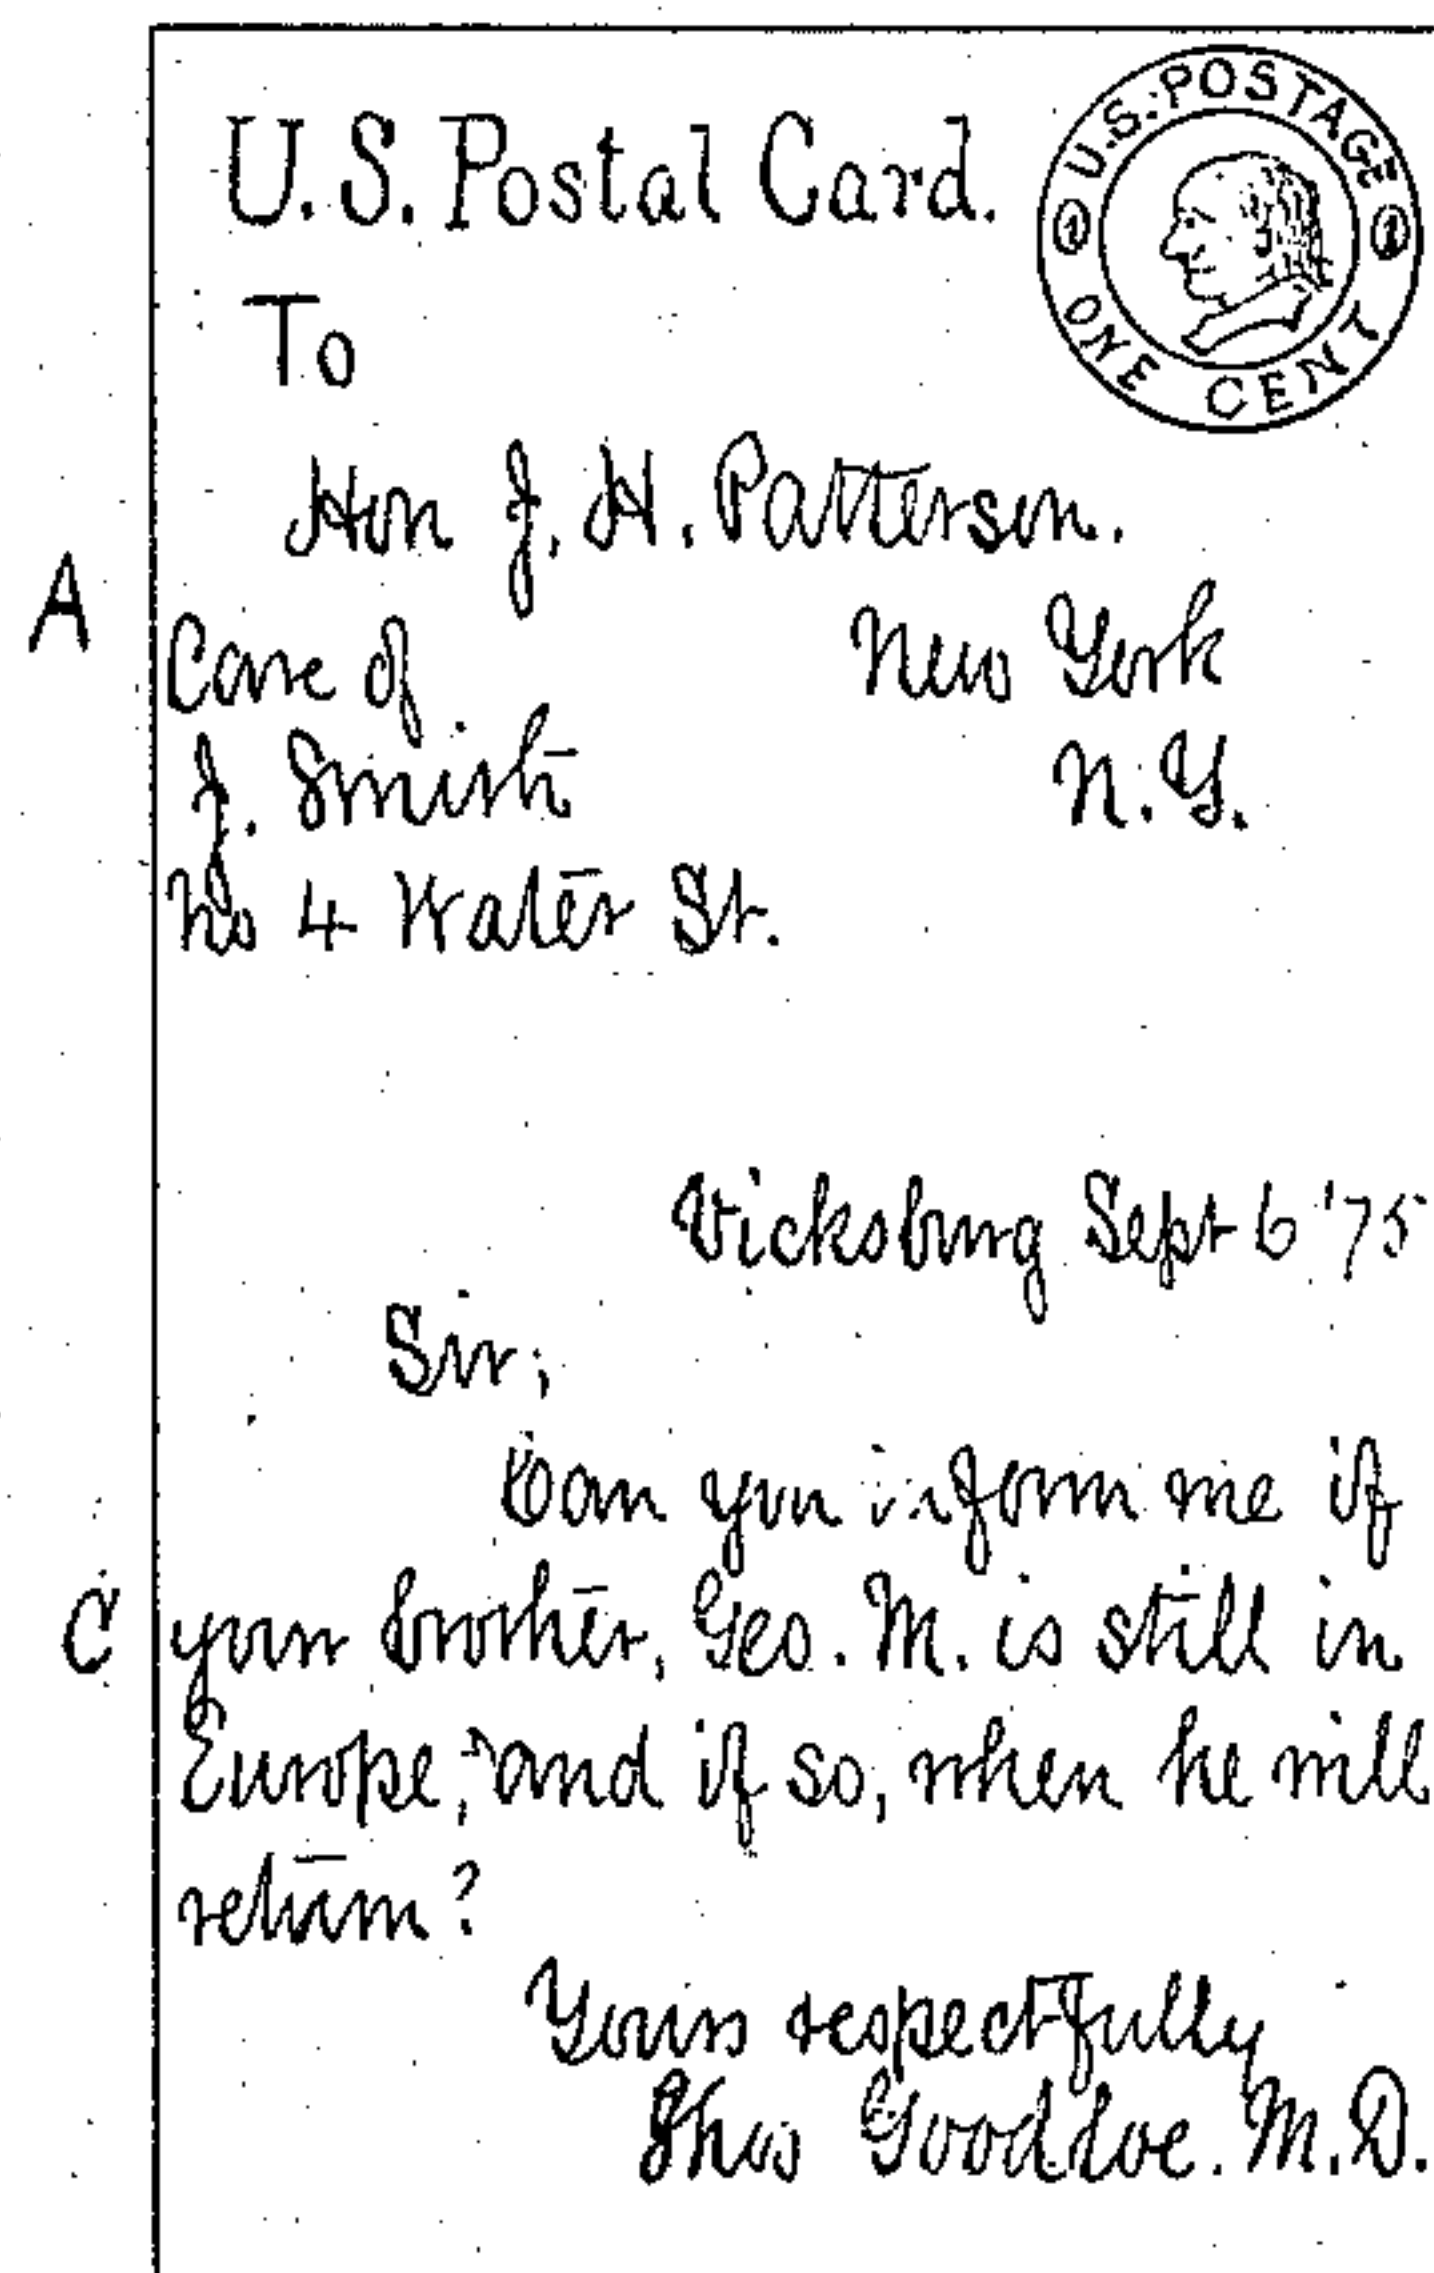 U.S. Postal Card.
U.S. POSTAGE
1 1
ONE CENT
To
Hon J. H. Patterson.
A
Care of New York
J. Smith N. Y.
No 4 Water St.
Vicksburg Sept 6 '75
Sir;
Can you inform me if
C your brother, Geo. M. is still in
Europe, and if so, when he will
return?
Yours respectfully
Thos Goodloe. M. D.